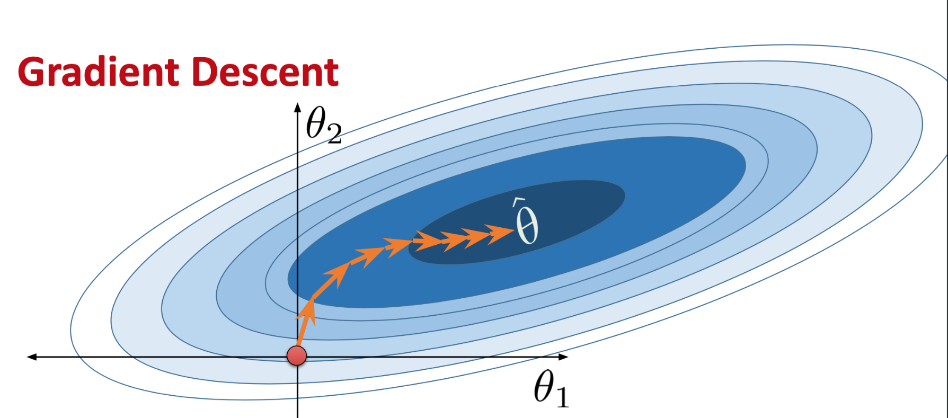 Gradient Descent
θ₂
θ̂
θ₁